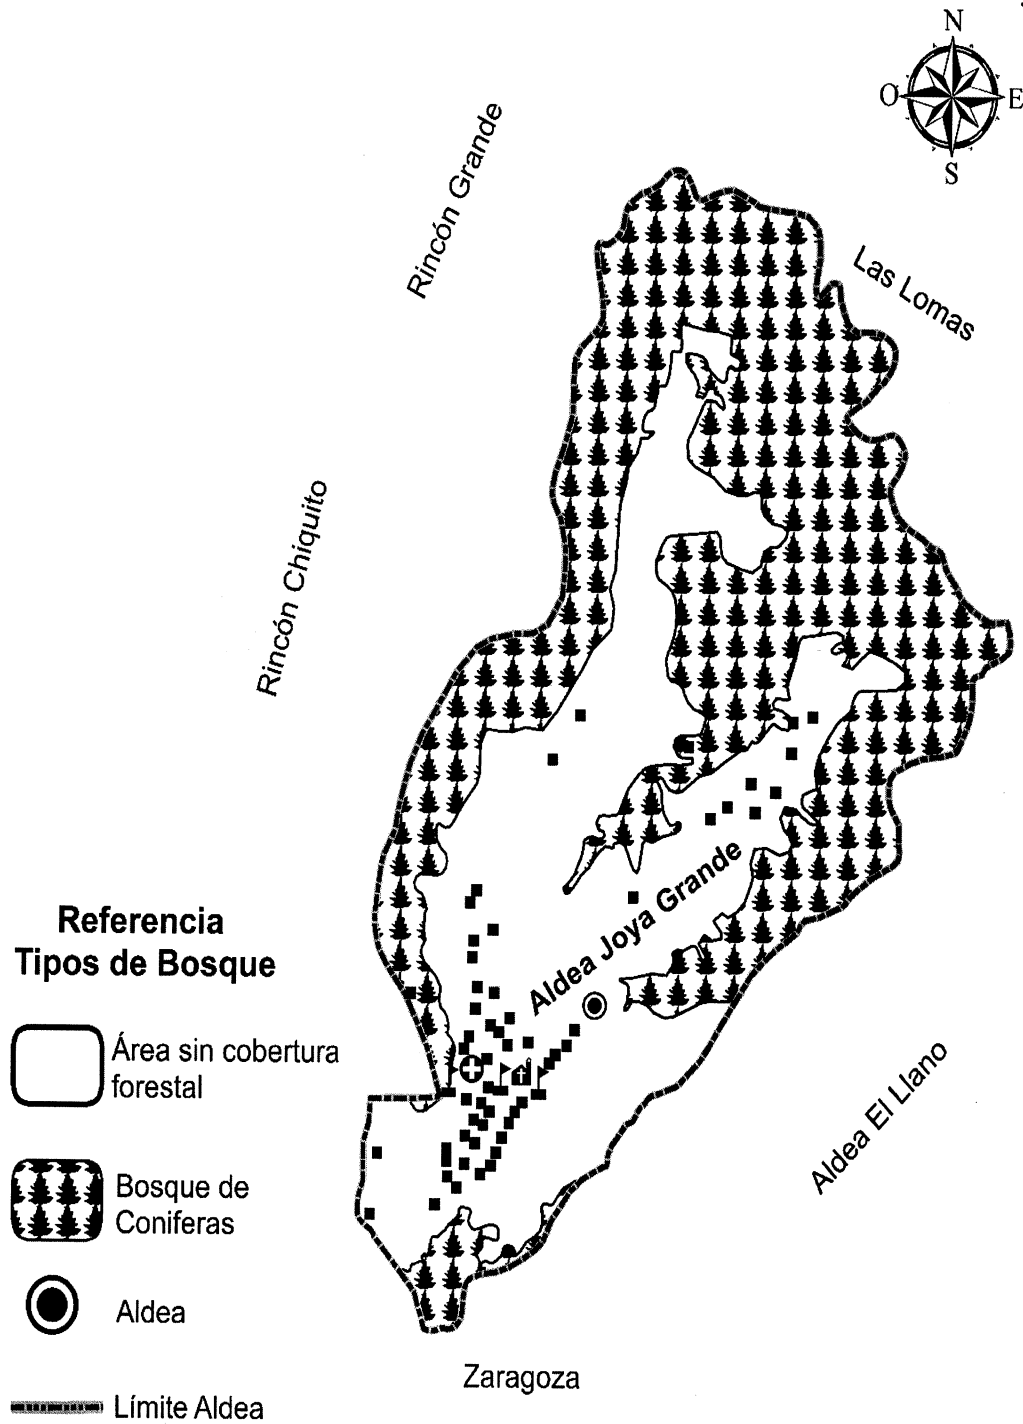 N
O
E
S
Rincón Grande
Las Lomas
Rincón Chiquito
Aldea Joya Grande
Aldea El Llano
Zaragoza
Referencia
Tipos de Bosque
Área sin cobertura
forestal
Bosque de
Coniferas
Aldea
Límite Aldea